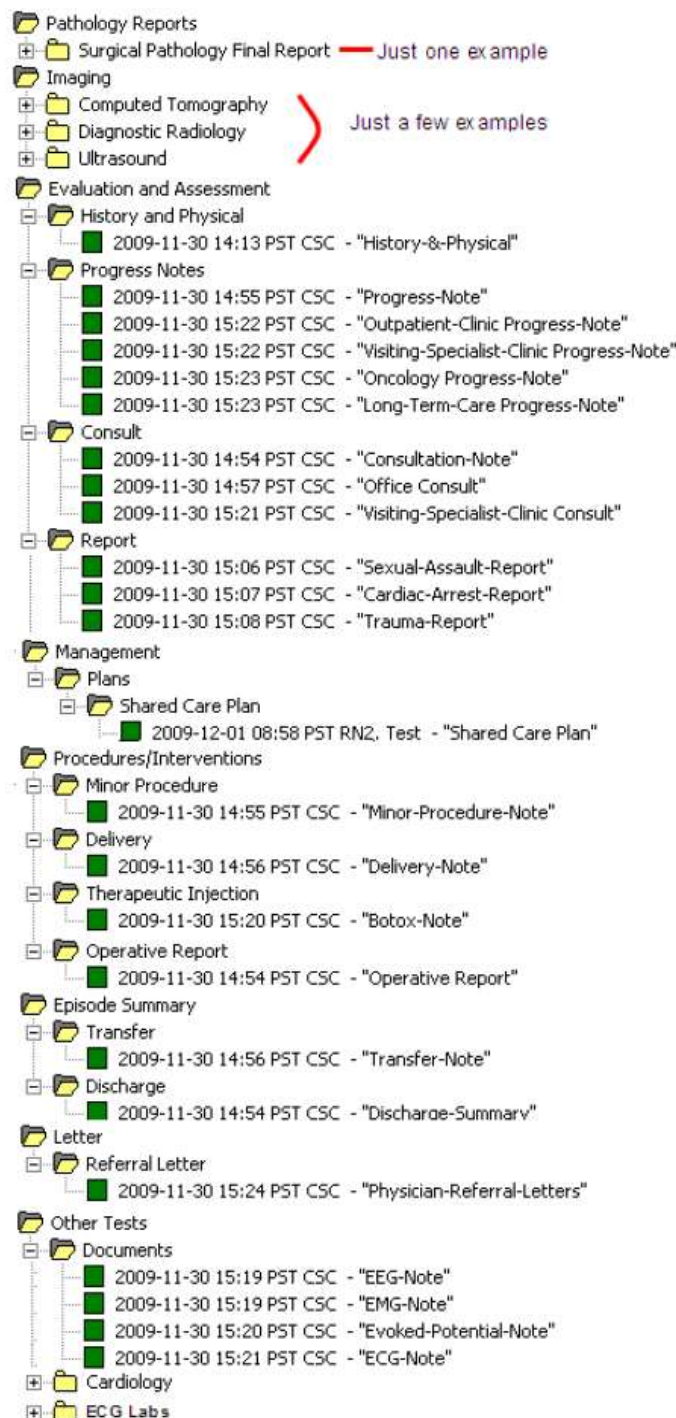 Pathology Reports
Surgical Pathology Final Report Just one example
Imaging
Computed Tomography
Diagnostic Radiology Just a few examples
Ultrasound
Evaluation and Assessment
History and Physical
2009-11-30 14:13 PST CSC - "History-&-Physical"
Progress Notes
2009-11-30 14:55 PST CSC - "Progress-Note"
2009-11-30 15:22 PST CSC - "Outpatient-Clinic Progress-Note"
2009-11-30 15:22 PST CSC - "Visiting-Specialist-Clinic Progress-Note"
2009-11-30 15:23 PST CSC - "Oncology Progress-Note"
2009-11-30 15:23 PST CSC - "Long-Term-Care Progress-Note"
Consult
2009-11-30 14:54 PST CSC - "Consultation-Note"
2009-11-30 14:57 PST CSC - "Office Consult"
2009-11-30 15:21 PST CSC - "Visiting-Specialist-Clinic Consult"
Report
2009-11-30 15:06 PST CSC - "Sexual-Assault-Report"
2009-11-30 15:07 PST CSC - "Cardiac-Arrest-Report"
2009-11-30 15:08 PST CSC - "Trauma-Report"
Management
Plans
Shared Care Plan
2009-12-01 08:58 PST RN2, Test - "Shared Care Plan"
Procedures/Interventions
Minor Procedure
2009-11-30 14:55 PST CSC - "Minor-Procedure-Note"
Delivery
2009-11-30 14:56 PST CSC - "Delivery-Note"
Therapeutic Injection
2009-11-30 15:20 PST CSC - "Botox-Note"
Operative Report
2009-11-30 14:54 PST CSC - "Operative Report"
Episode Summary
Transfer
2009-11-30 14:56 PST CSC - "Transfer-Note"
Discharge
2009-11-30 14:54 PST CSC - "Discharge-Summary"
Letter
Referral Letter
2009-11-30 15:24 PST CSC - "Physician-Referral-Letters"
Other Tests
Documents
2009-11-30 15:19 PST CSC - "EEG-Note"
2009-11-30 15:19 PST CSC - "EMG-Note"
2009-11-30 15:20 PST CSC - "Evoked-Potential-Note"
2009-11-30 15:21 PST CSC - "ECG-Note"
Cardiology
ECG Labs